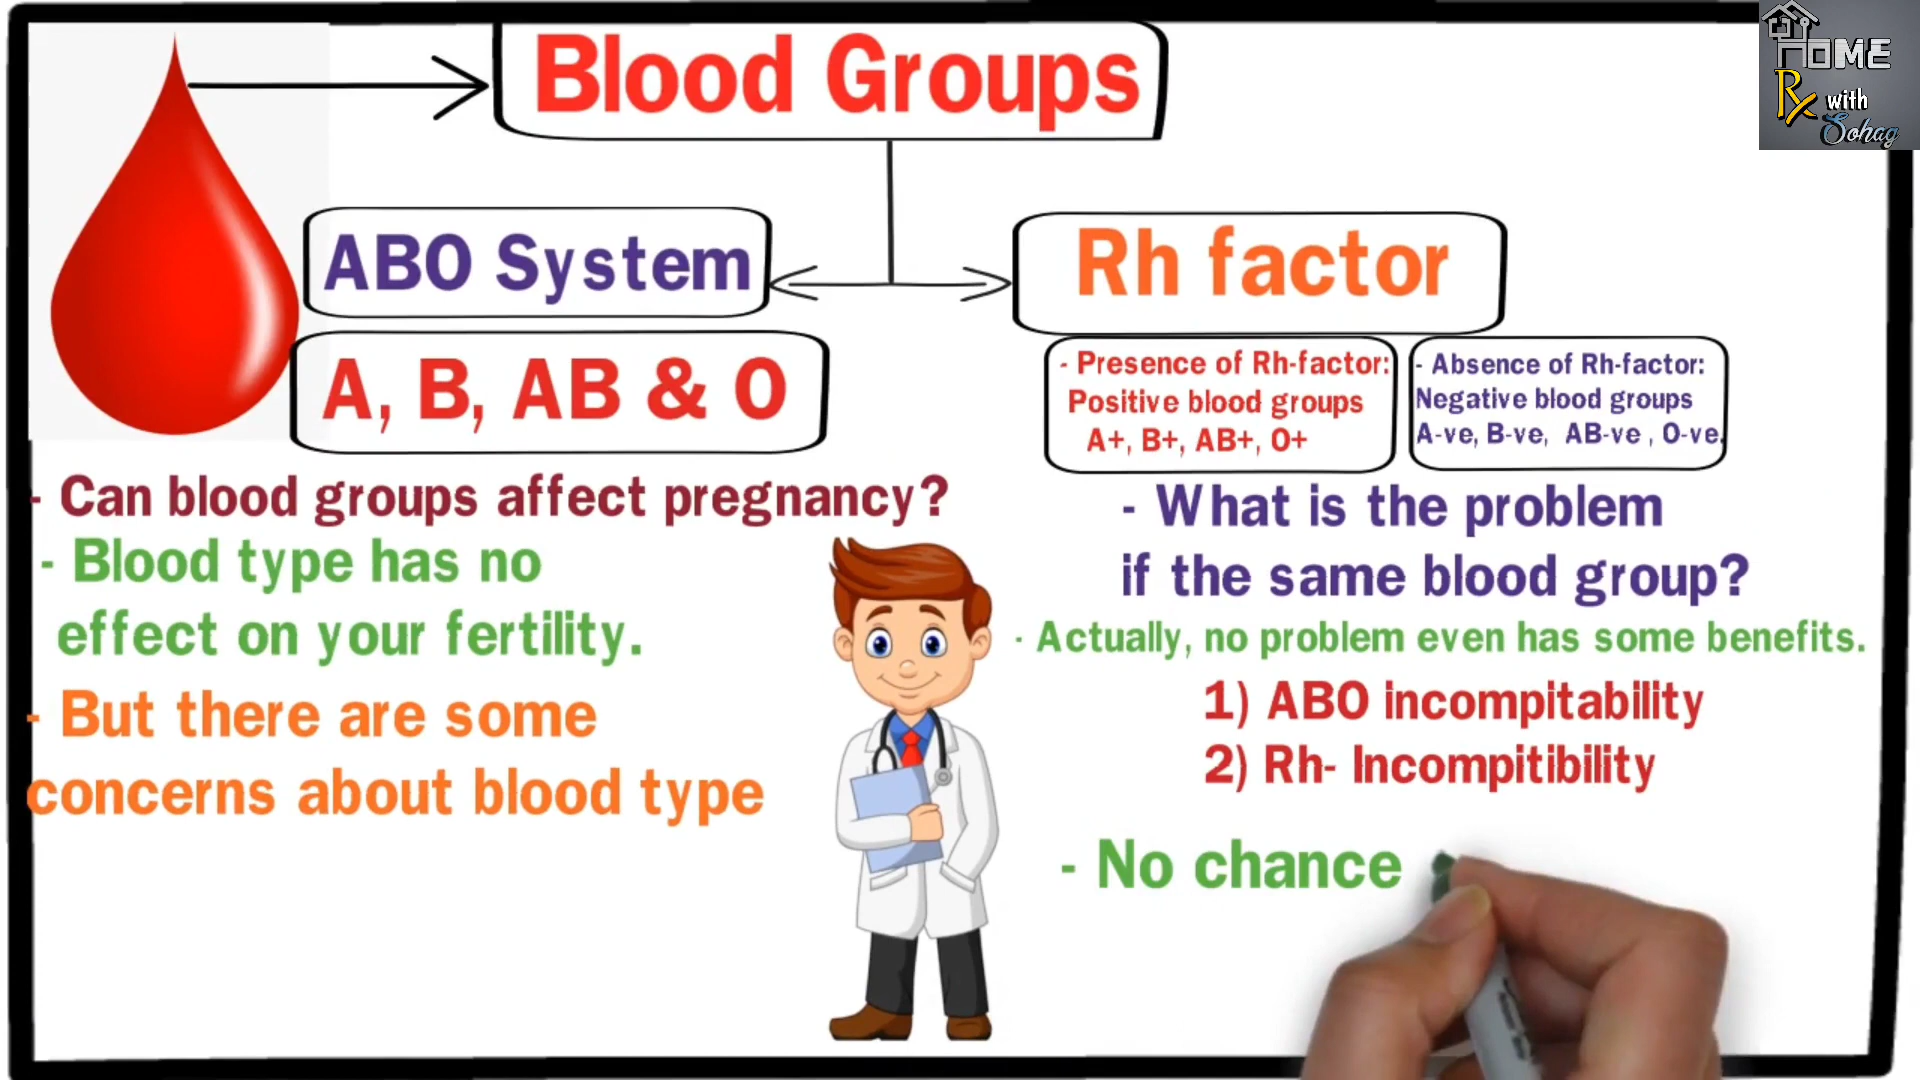 Blood Groups
HOME
Rx with
Sohag
ABO System
Rh factor
A, B, AB & O
- Presence of Rh-factor:
Positive blood groups
A+, B+, AB+, O+
- Absence of Rh-factor:
Negative blood groups
A-ve, B-ve, AB-ve , O-ve.
- Can blood groups affect pregnancy?
- Blood type has no
effect on your fertility.
- But there are some
concerns about blood type
- What is the problem
if the same blood group?
- Actually, no problem even has some benefits.
1) ABO incompitability
2) Rh- Incompitibility
- No chance